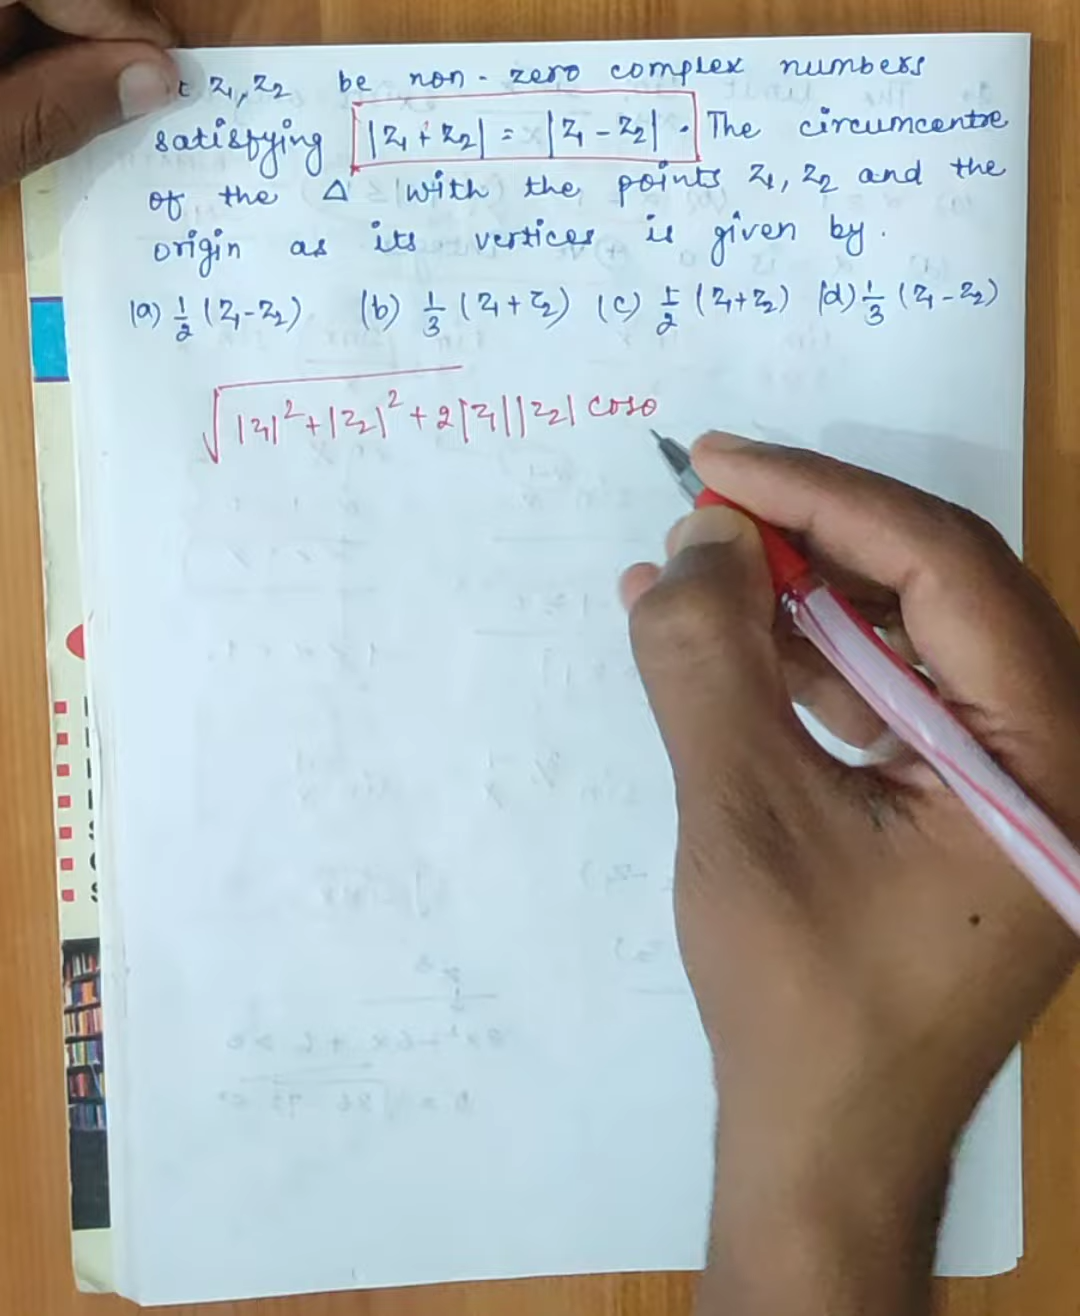 z₁, z₂ be non-zero complex numbers
satisfying |z₁ + z₂| = |z₁ - z₂|. The circumcentre
of the Δ with the points z₁, z₂ and the
origin as its vertices is given by.
(a) 1/2 (z₁ - z₂) (b) 1/3 (z₁ + z₂) (c) 1/2 (z₁ + z₂) (d) 1/3 (z₁ - z₂)
√|z₁|² + |z₂|² + 2|z₁||z₂| cosθ